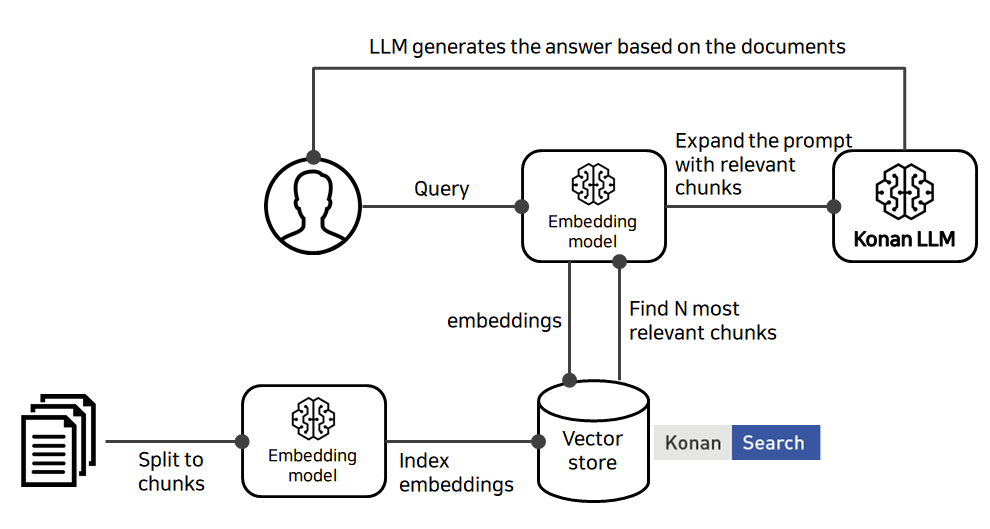 LLM generates the answer based on the documents
Query
Embedding
model
Expand the prompt
with relevant
chunks
Konan LLM
embeddings
Find N most
relevant chunks
Split to
chunks
Embedding
model
Index
embeddings
Vector
store
Konan Search